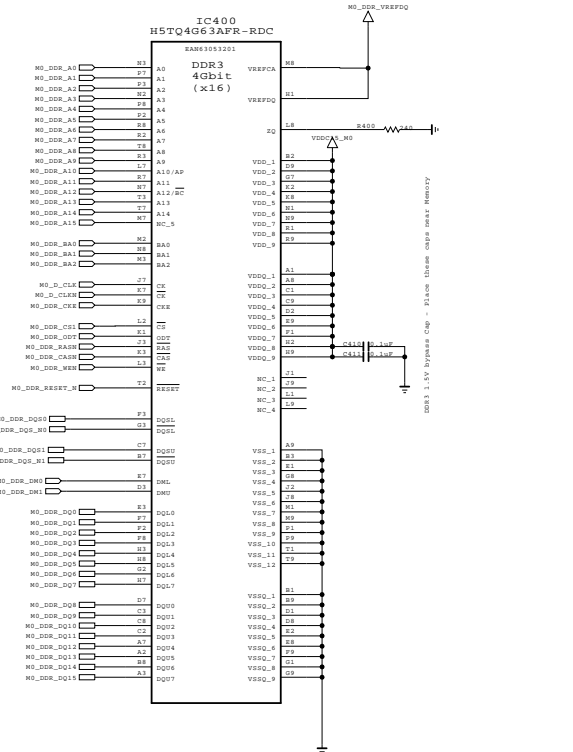 M0_DDR_VREFDQ
IC400
H5TQ4G63AFR-RDC
EAN63053201
DDR3
4Gbit
(x16)
M0_DDR_A0 N3 A0
M0_DDR_A1 P7 A1
M0_DDR_A2 P3 A2
M0_DDR_A3 N2 A3
M0_DDR_A4 P8 A4
M0_DDR_A5 P2 A5
M0_DDR_A6 R8 A6
M0_DDR_A7 R2 A7
M0_DDR_A8 T8 A8
M0_DDR_A9 R3 A9
M0_DDR_A10 L7 A10/AP
M0_DDR_A11 R7 A11
M0_DDR_A12 N7 A12/BC
M0_DDR_A13 T3 A13
M0_DDR_A14 T7 A14
M0_DDR_A15 M7 NC_5
M0_DDR_BA0 M2 BA0
M0_DDR_BA1 N8 BA1
M0_DDR_BA2 M3 BA2
M0_D_CLK J7 CK
M0_D_CLKN K7 CK
M0_DDR_CKE K9 CKE
M0_DDR_CS1 L2 CS
M0_DDR_ODT K1 ODT
M0_DDR_RASN J3 RAS
M0_DDR_CASN K3 CAS
M0_DDR_WEN L3 WE
M0_DDR_RESET_N T2 RESET
0_DDR_DQS0 F3 DQSL
DDR_DQS_N0 G3 DQSL
0_DDR_DQS1 C7 DQSU
DDR_DQS_N1 B7 DQSU
M0_DDR_DM0 E7 DML
M0_DDR_DM1 D3 DMU
M0_DDR_DQ0 E3 DQL0
M0_DDR_DQ1 F7 DQL1
M0_DDR_DQ2 F2 DQL2
M0_DDR_DQ3 F8 DQL3
M0_DDR_DQ4 H3 DQL4
M0_DDR_DQ5 H8 DQL5
M0_DDR_DQ6 G2 DQL6
M0_DDR_DQ7 H7 DQL7
M0_DDR_DQ8 D7 DQU0
M0_DDR_DQ9 C3 DQU1
M0_DDR_DQ10 C8 DQU2
M0_DDR_DQ11 C2 DQU3
M0_DDR_DQ12 A7 DQU4
M0_DDR_DQ13 A2 DQU5
M0_DDR_DQ14 B8 DQU6
M0_DDR_DQ15 A3 DQU7
VREFCA M8
VREFDQ H1
ZQ L8 R400 240
VDDC15_M0
VDD_1 B2
VDD_2 D9
VDD_3 G7
VDD_4 K2
VDD_5 K8
VDD_6 N1
VDD_7 N9
VDD_8 R1
VDD_9 R9
VDDQ_1 A1
VDDQ_2 A8
VDDQ_3 C1
VDDQ_4 C9
VDDQ_5 D2
VDDQ_6 E9
VDDQ_7 F1
VDDQ_8 H2 C410 0.1uF
VDDQ_9 H9 C411 0.1uF
NC_1 J1
NC_2 J9
NC_3 L1
NC_4 L9
VSS_1 A9
VSS_2 B3
VSS_3 E1
VSS_4 G8
VSS_5 J2
VSS_6 J8
VSS_7 M1
VSS_8 M9
VSS_9 P1
VSS_10 P9
VSS_11 T1
VSS_12 T9
VSSQ_1 B1
VSSQ_2 B9
VSSQ_3 D1
VSSQ_4 D8
VSSQ_5 E2
VSSQ_6 E8
VSSQ_7 F9
VSSQ_8 G1
VSSQ_9 G9
DDR3 1.5V bypass Cap - Place these caps near Memory